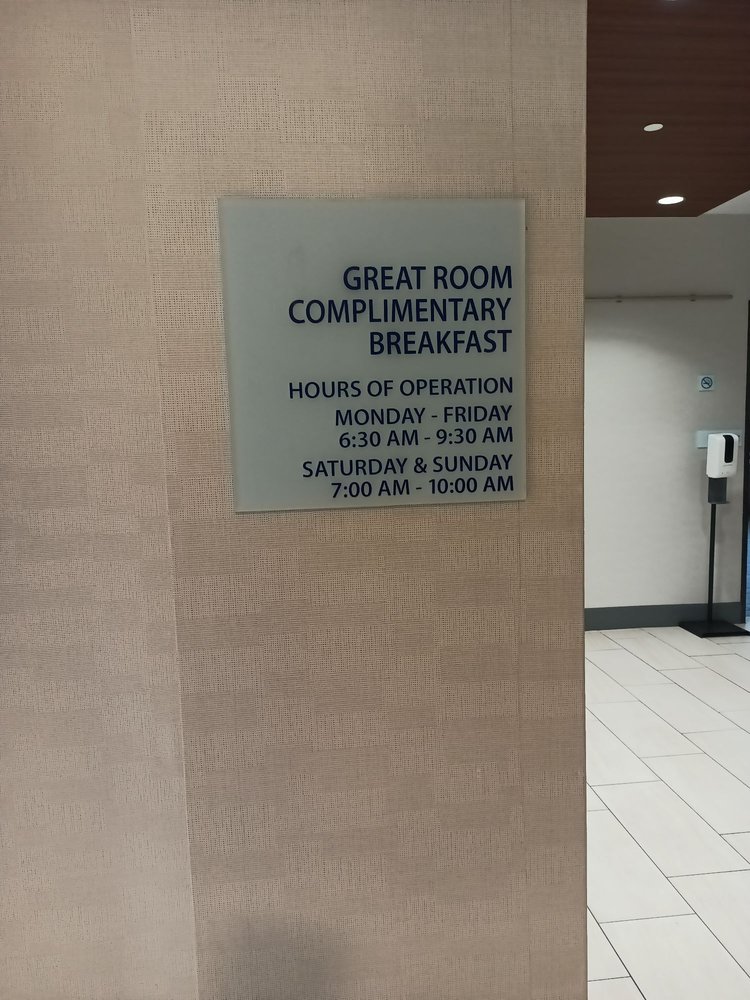 GREAT ROOM
COMPLIMENTARY
BREAKFAST
HOURS OF OPERATION
MONDAY - FRIDAY
6:30 AM - 9:30 AM
SATURDAY & SUNDAY
7:00 AM - 10:00 AM